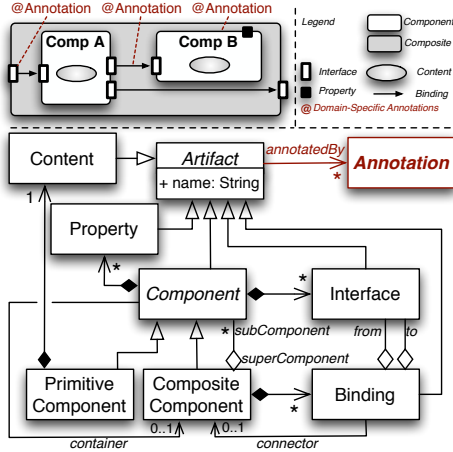 @Annotation @Annotation @Annotation
Comp A Comp B
Legend
Component
Composite
Interface Content
Property Binding
@Domain-Specific Annotations
Content
Artifact
+ name: String
annotatedBy
*
Annotation
1
Property
*
Component
*
Interface
* subComponent
superComponent
from to
Primitive
Component
Composite
Component
*
Binding
0..1 0..1
container connector